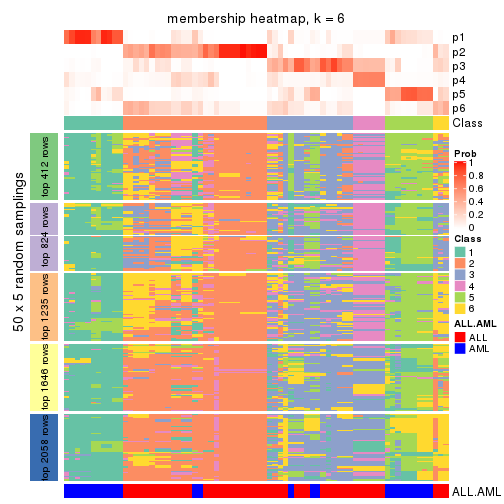 membership heatmap, k = 6
p1
p2
p3
p4
p5
p6
Class
50 x 5 random samplings
top 412 rows
top 824 rows
top 1235 rows
top 1646 rows
top 2058 rows
ALL.AML
Prob
1
0.8
0.6
0.4
0.2
0
Class
1
2
3
4
5
6
ALL.AML
ALL
AML